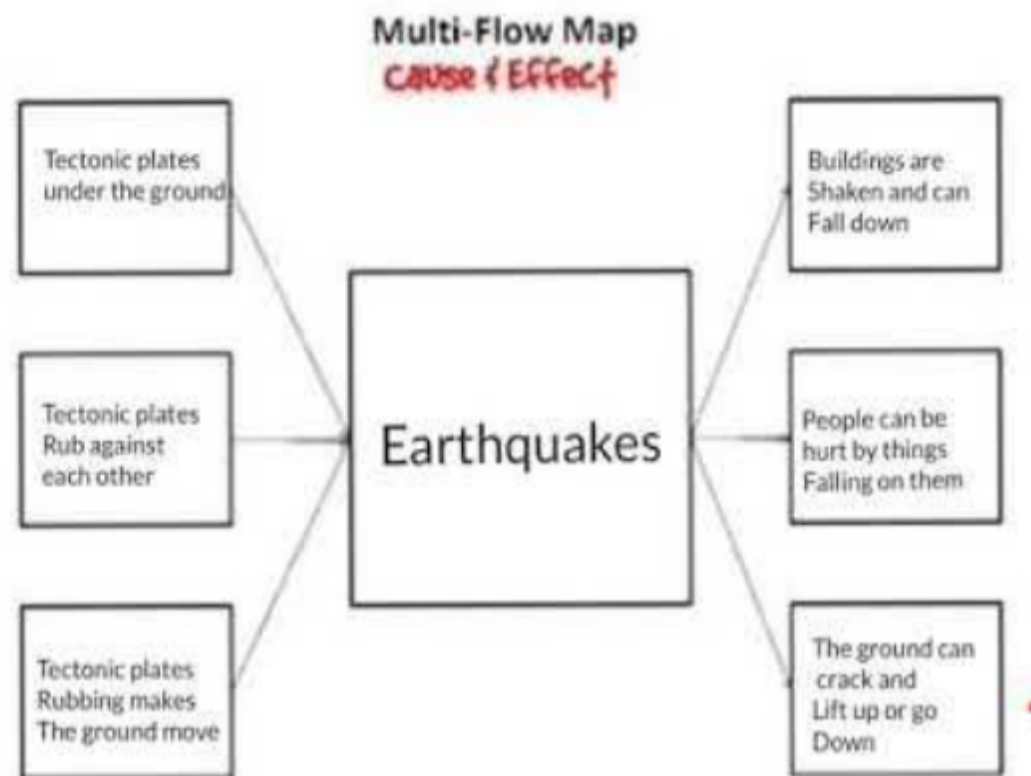 Multi-Flow Map
Cause & Effect
Tectonic plates
under the ground
Tectonic plates
Rub against
each other
Tectonic plates
Rubbing makes
The ground move
Earthquakes
Buildings are
Shaken and can
Fall down
People can be
hurt by things
Falling on them
The ground can
crack and
Lift up or go
Down